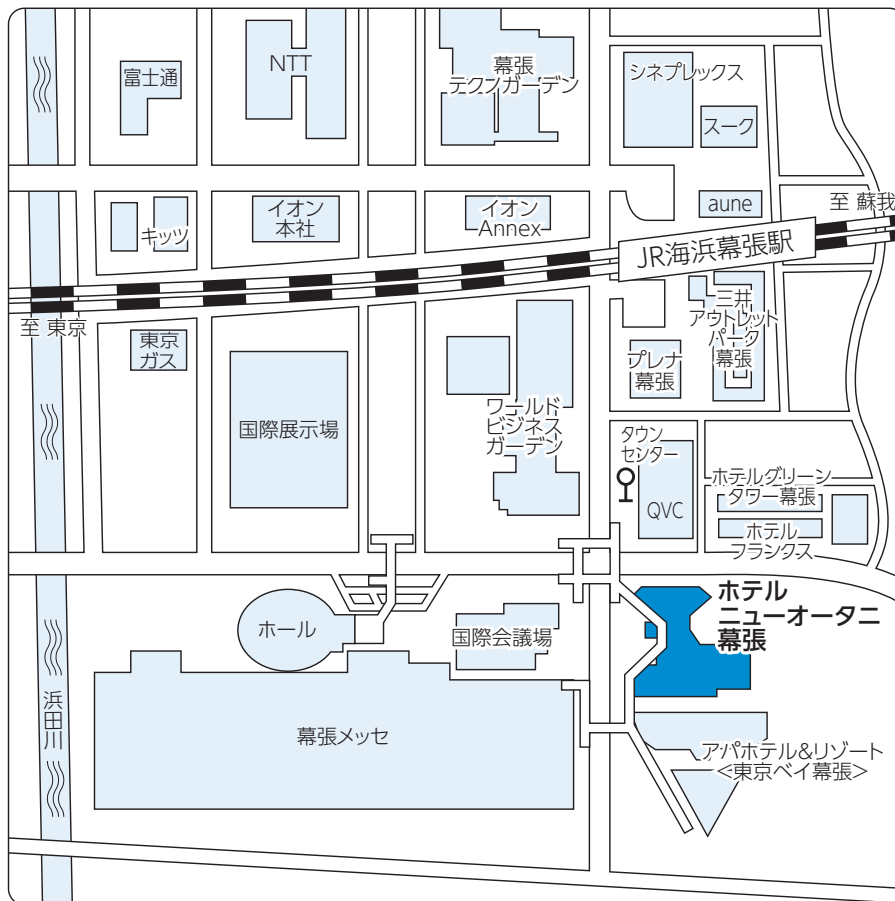 富士通
NTT
幕張
テクノガーデン
シネプレックス
スーク
キッツ
イオン
本社
イオン
Annex
aune
至 蘇我
JR海浜幕張駅
至 東京
東京
ガス
三井
アウトレット
パーク
幕張
プレナ
幕張
国際展示場
ワールド
ビジネス
ガーデン
タウン
センター
QVC
ホテルグリーン
タワー幕張
ホテル
フランクス
ホテル
ニューオータニ
幕張
ホール
国際会議場
浜田川
幕張メッセ
アパホテル&リゾート
<東京ベイ幕張>